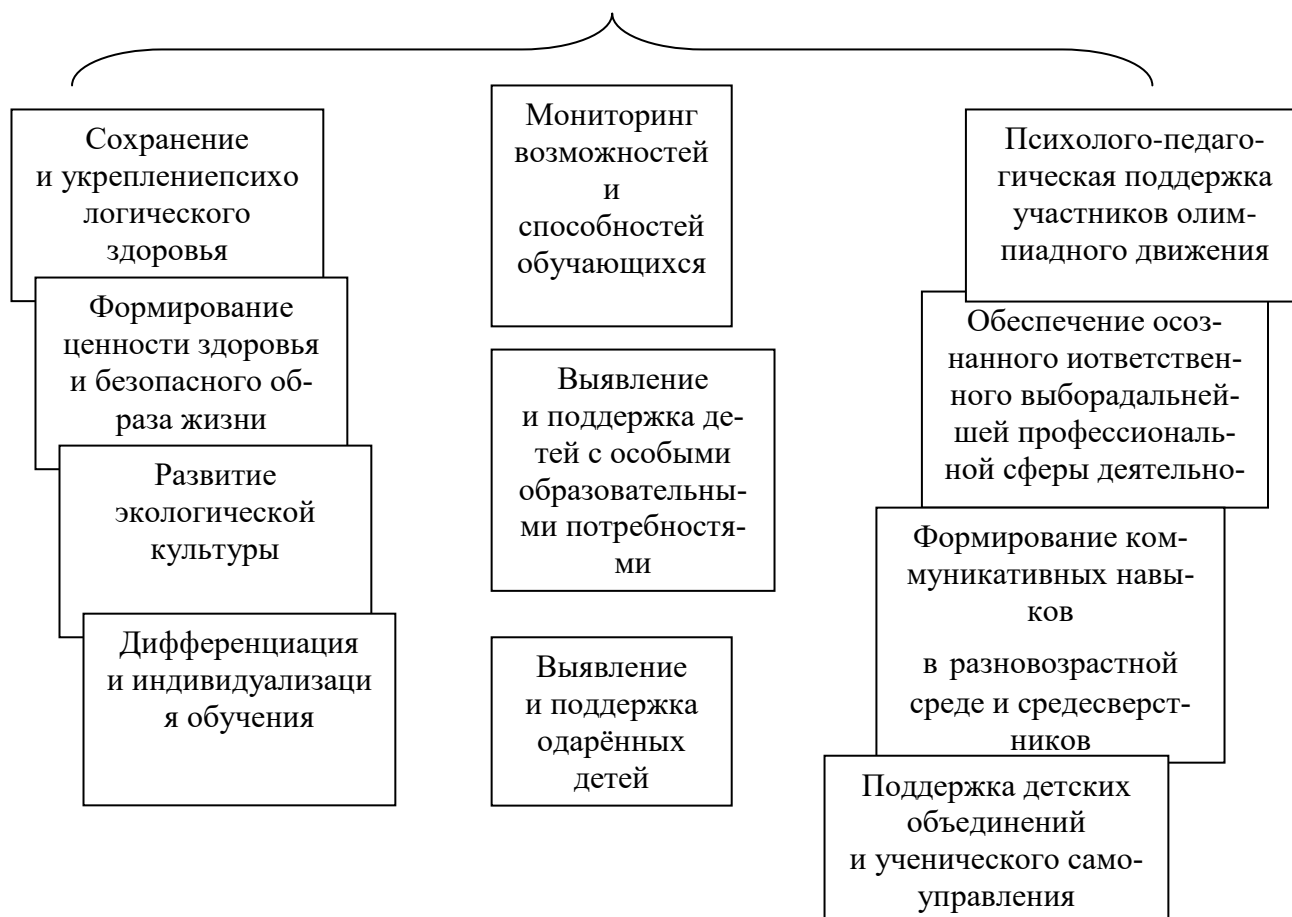 Сохранение
и укреплениепсихо
логического
здоровья
Формирование
ценности здоровья
и безопасного об-
раза жизни
Развитие
экологической
культуры
Дифференциация
и индивидуализаци
я обучения
Мониторинг
возможностей
и
способностей
обучающихся
Выявление
и поддержка де-
тей с особыми
образовательны-
ми потребностя-
ми
Выявление
и поддержка
одарённых
детей
Психолого-педаго-
гическая поддержка
участников олим-
пиадного движения
Обеспечение осоз-
нанного иответствен-
ного выборадальней-
шей профессиональ-
ной сферы деятельно-
Формирование ком-
муникативных навы-
ков
в разновозрастной
среде и средесверст-
ников
Поддержка детских
объединений
и ученического само-
управления